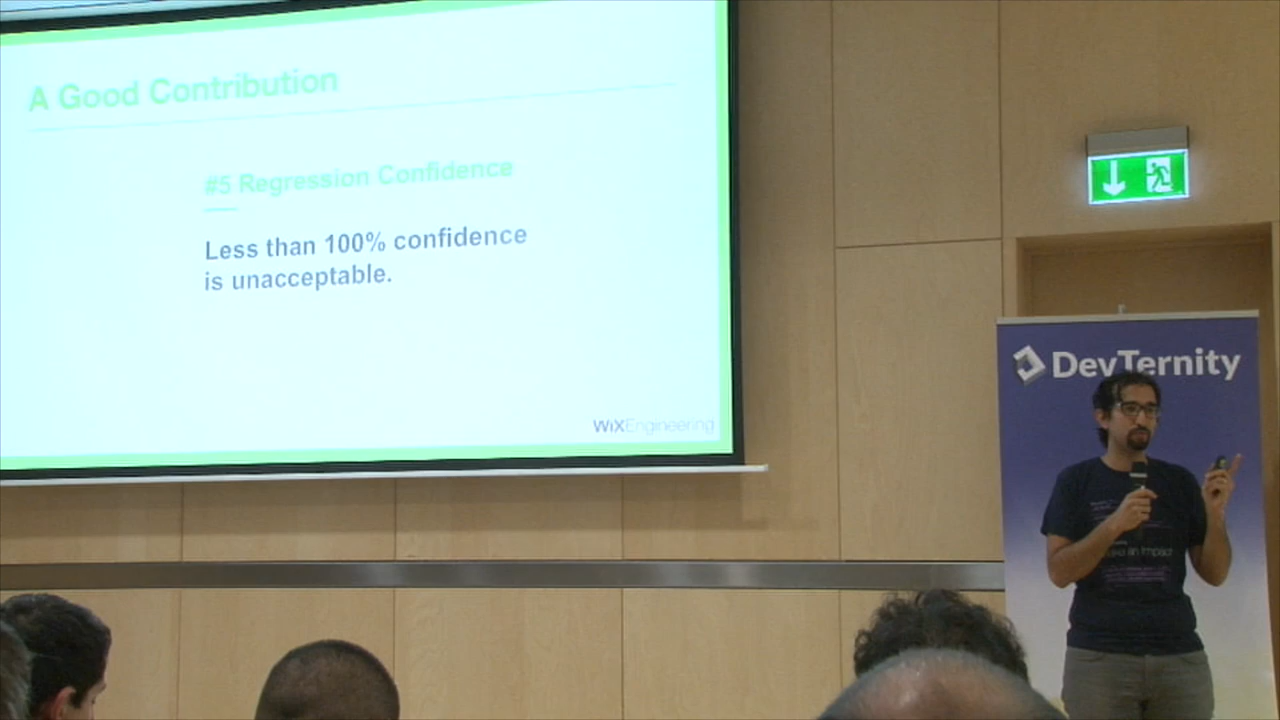 A Good Contribution
#5 Regression Confidence
Less than 100% confidence
is unacceptable.
WiXEngineering
DevTernity